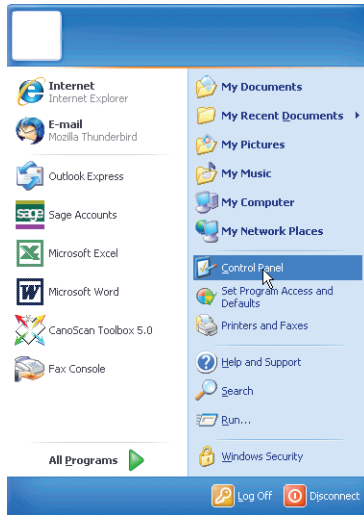 Internet
Internet Explorer
E-mail
Mozilla Thunderbird
Outlook Express
sage Sage Accounts
Microsoft Excel
Microsoft Word
CanoScan Toolbox 5.0
Fax Console
All Programs
My Documents
My Recent Documents
My Pictures
My Music
My Computer
My Network Places
Control Panel
Set Program Access and
Defaults
Printers and Faxes
Help and Support
Search
Run...
Windows Security
Log Off
Disconnect